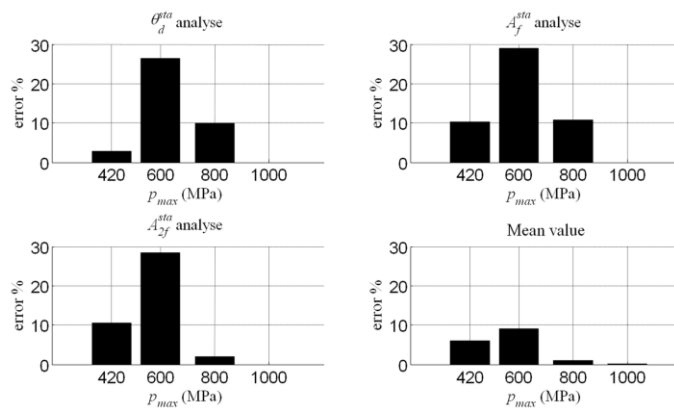 θ_d^sta analyse
30
20
10
0
error %
420 600 800 1000
p_max (MPa)
A_f^sta analyse
30
20
10
0
error %
420 600 800 1000
p_max (MPa)
A_2f^sta analyse
30
20
10
0
error %
420 600 800 1000
p_max (MPa)
Mean value
30
20
10
0
error %
420 600 800 1000
p_max (MPa)